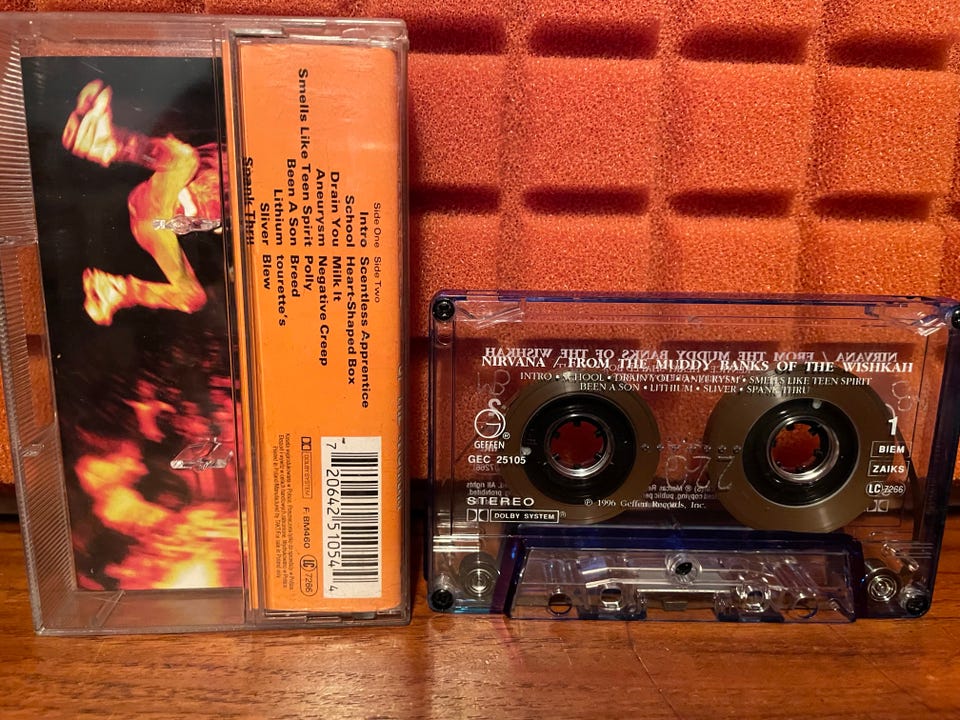 Side One
Intro
School
Drain You
Aneurysm
Smells Like Teen Spirit
Been A Son
Lithium
Sliver
Spank Thru
Side Two
Scentless Apprentice
Heart-Shaped Box
Milk It
Negative Creep
Polly
Breed
tourette's
Blew
DOLBY SYSTEM
F: BM460
LC 7266
7 20642 51054 4
NIRVANA / FROM THE MUDDY BANKS OF THE WISHKAH
INTRO • SCHOOL • DRAIN YOU • ANEURYSM • SMELLS LIKE TEEN SPIRIT
BEEN A SON • LITHIUM • SLIVER • SPANK THRU
GEFFEN ®
GEC 25105
STEREO
DOLBY SYSTEM ®
℗ 1996 Geffen Records, Inc.
1
BIEM
ZAIKS
LC 7266